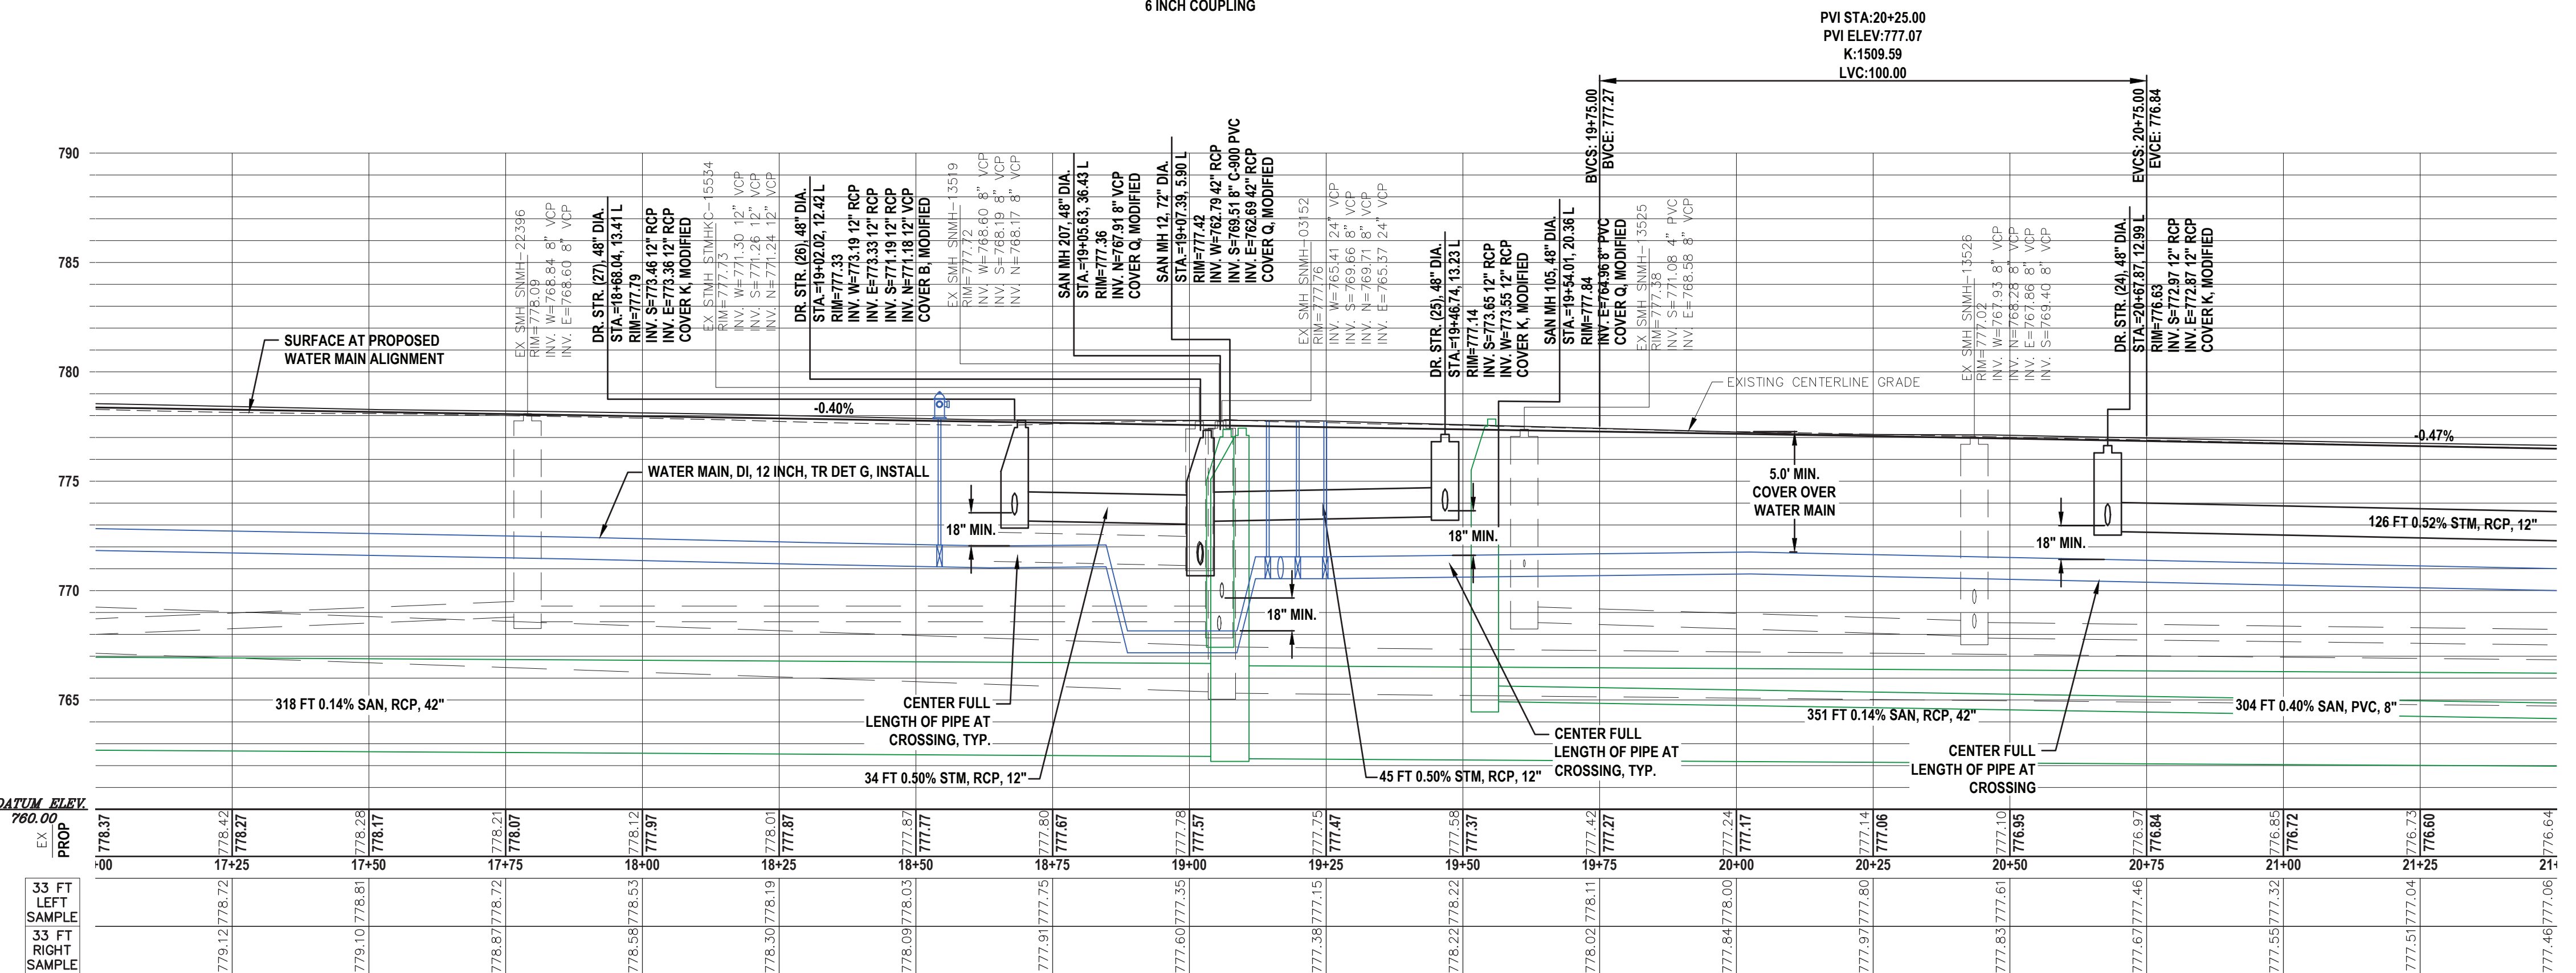 6 INCH COUPLING
PVI STA:20+25.00
PVI ELEV:777.07
K:1509.59
LVC:100.00
BVCS: 19+75.00
BVCE: 777.27
EVCS: 20+75.00
EVCE: 776.84
790
785
780
775
770
765
DATUM ELEV.
760.00
EX
PROP
SURFACE AT PROPOSED
WATER MAIN ALIGNMENT
EX SMH SNMH-22396
RIM=778.09
INV. W=768.84 8" VCP
INV. E=768.60 8" VCP
DR. STR. (27), 48" DIA.
STA.=18+68.04, 13.41 L
RIM=777.79
INV. S=773.46 12" RCP
INV. E=773.36 12" RCP
COVER K, MODIFIED
EX STMH STMHKC-15534
RIM=777.73
INV. W=771.30 12" VCP
INV. S=771.26 12" VCP
INV. N=771.24 12" VCP
DR. STR. (26), 48" DIA.
STA.=19+02.02, 12.42 L
RIM=777.33
INV. W=773.19 12" RCP
INV. E=773.33 12" RCP
INV. S=771.19 12" RCP
INV. N=771.18 12" VCP
COVER B, MODIFIED
EX SMH SNMH-13519
RIM=777.72
INV. W=768.60 8" VCP
INV. S=768.19 8" VCP
INV. N=768.17 8" VCP
SAN MH 207, 48" DIA.
STA.=19+05.63, 36.43 L
RIM=777.36
INV. N=767.91 8" VCP
COVER Q, MODIFIED
SAN MH 12, 72" DIA.
STA.=19+07.39, 5.90 L
RIM=777.42
INV. W=762.79 42" RCP
INV. S=769.51 8" C-900 PVC
INV. E=762.69 42" RCP
COVER Q, MODIFIED
EX SMH SNMH-03152
RIM=777.76
INV. W=765.41 24" VCP
INV. S=769.66 8" VCP
INV. N=769.71 8" VCP
INV. E=765.37 24" VCP
DR. STR. (25), 48" DIA.
STA.=19+46.74, 13.23 L
RIM=777.14
INV. S=773.65 12" RCP
INV. W=773.55 12" RCP
COVER K, MODIFIED
SAN MH 105, 48" DIA.
STA.=19+54.01, 20.36 L
RIM=777.84
INV. E=764.96 8" PVC
COVER Q, MODIFIED
EX SMH SNMH-13525
RIM=777.38
INV. S=771.08 4" PVC
INV. E=768.58 8" VCP
EX SMH SNMH-13526
RIM=777.02
INV. W=767.93 8" VCP
INV. N=768.28 8" VCP
INV. E=767.86 8" VCP
INV. S=769.40 8" VCP
DR. STR. (24), 48" DIA.
STA.=20+67.87, 12.99 L
RIM=776.63
INV. S=772.97 12" RCP
INV. E=772.87 12" RCP
COVER K, MODIFIED
EXISTING CENTERLINE GRADE
-0.40%
-0.47%
WATER MAIN, DI, 12 INCH, TR DET G, INSTALL
18" MIN.
18" MIN.
18" MIN.
18" MIN.
5.0' MIN.
COVER OVER
WATER MAIN
126 FT 0.52% STM, RCP, 12"
318 FT 0.14% SAN, RCP, 42"
CENTER FULL
LENGTH OF PIPE AT
CROSSING, TYP.
34 FT 0.50% STM, RCP, 12"
45 FT 0.50% STM, RCP, 12"
CENTER FULL
LENGTH OF PIPE AT
CROSSING, TYP.
351 FT 0.14% SAN, RCP, 42"
304 FT 0.40% SAN, PVC, 8"
CENTER FULL
LENGTH OF PIPE AT
CROSSING
778.37 778.42 778.27 778.28 778.17 778.21 778.07 778.12 777.97 778.01 777.87 777.87 777.77 777.80 777.67 777.78 777.57 777.75 777.47 777.58 777.37 777.42 777.27 777.24 777.17 777.14 777.06 777.10 776.95 776.97 776.84 776.85 776.72 776.73 776.60 776.64
+00 17+25 17+50 17+75 18+00 18+25 18+50 18+75 19+00 19+25 19+50 19+75 20+00 20+25 20+50 20+75 21+00 21+25 21+
33 FT
LEFT
SAMPLE
778.72 778.81 778.72 778.53 778.19 778.03 777.75 777.35 777.15 778.22 778.11 778.00 777.80 777.61 777.46 777.32 777.04 777.06
33 FT
RIGHT
SAMPLE
779.12 779.10 778.87 778.58 778.30 778.09 777.91 777.60 777.38 778.22 778.02 777.84 777.97 777.83 777.67 777.55 777.51 777.46